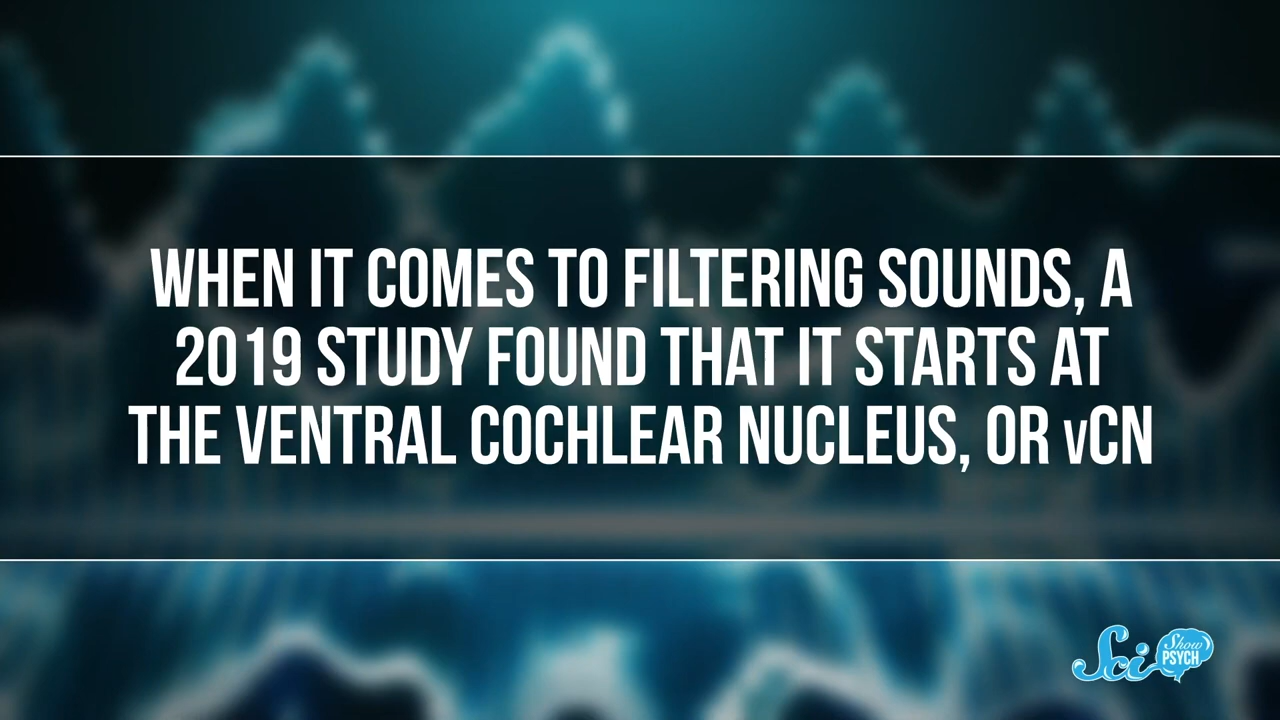 WHEN IT COMES TO FILTERING SOUNDS, A
2019 STUDY FOUND THAT IT STARTS AT
THE VENTRAL COCHLEAR NUCLEUS, OR vCN
Sci Show
PSYCH